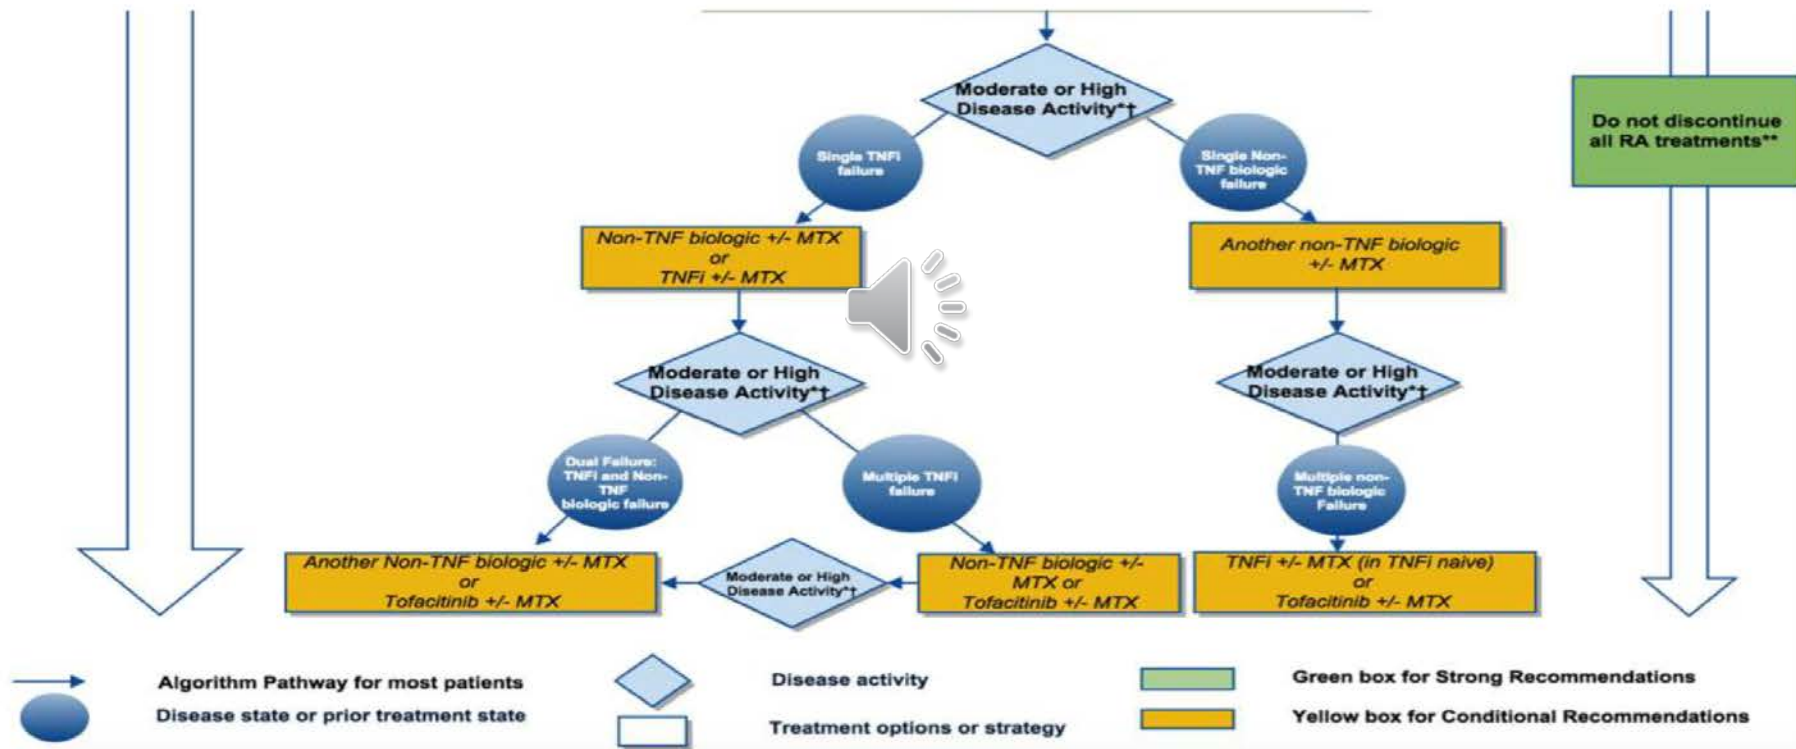 Moderate or High
Disease Activity*†
Do not discontinue
all RA treatments**
Single TNFi
failure
Single Non-
TNF biologic
failure
Non-TNF biologic +/- MTX
or
TNFi +/- MTX
Another non-TNF biologic
+/- MTX
Moderate or High
Disease Activity*†
Moderate or High
Disease Activity*†
Dual Failure:
TNFi and Non-
TNF
biologic failure
Multiple TNFi
failure
Multiple non-
TNF biologic
Failure
Another Non-TNF biologic +/- MTX
or
Tofacitinib +/- MTX
Moderate or High
Disease Activity*†
Non-TNF biologic +/-
MTX or
Tofacitinib +/- MTX
TNFi +/- MTX (in TNFi naive)
or
Tofacitinib +/- MTX
Algorithm Pathway for most patients
Disease state or prior treatment state
Disease activity
Treatment options or strategy
Green box for Strong Recommendations
Yellow box for Conditional Recommendations